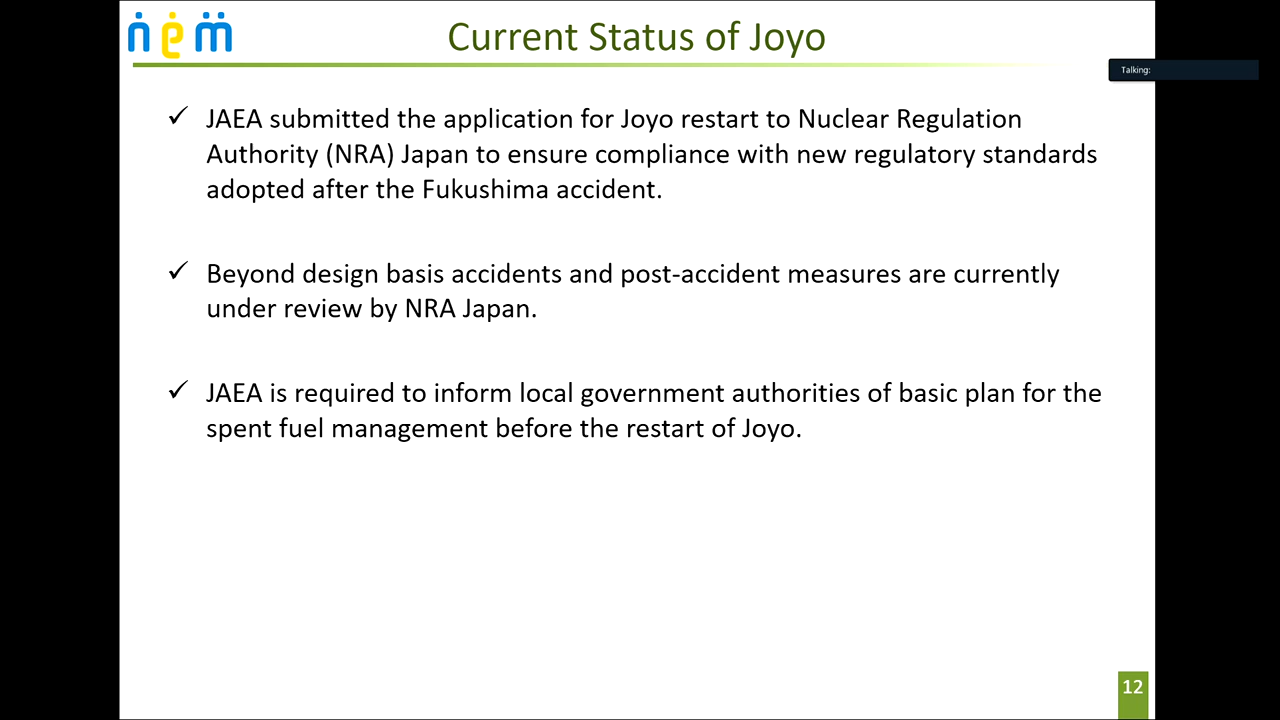 nem
Current Status of Joyo
Talking:
✓ JAEA submitted the application for Joyo restart to Nuclear Regulation
Authority (NRA) Japan to ensure compliance with new regulatory standards
adopted after the Fukushima accident.
✓ Beyond design basis accidents and post-accident measures are currently
under review by NRA Japan.
✓ JAEA is required to inform local government authorities of basic plan for the
spent fuel management before the restart of Joyo.
12